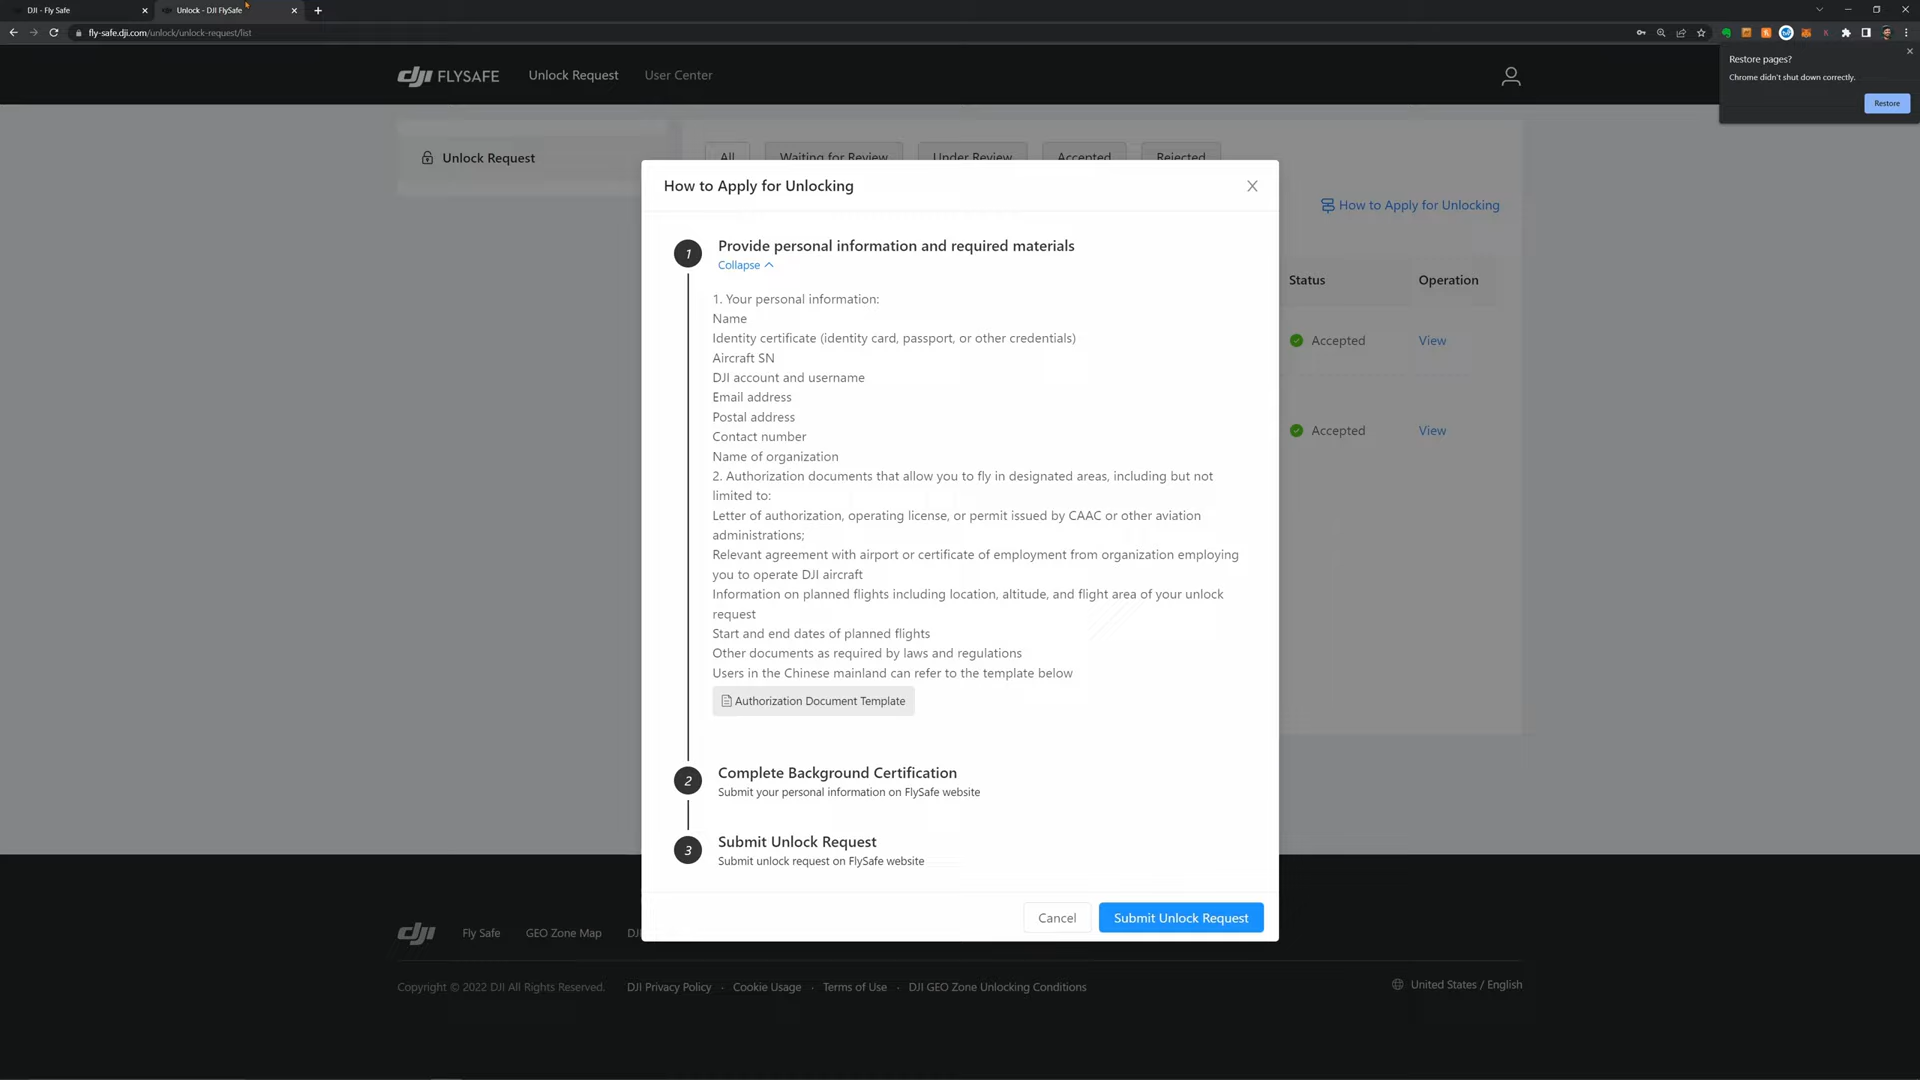 DJI - Fly Safe
Unlock - DJI FlySafe
fly-safe.dji.com/unlock/unlock-request/list
Restore pages?
Chrome didn't shut down correctly.
Restore
dji FLYSAFE
Unlock Request
User Center
Unlock Request
All
Waiting for Review
Under Review
Accepted
Rejected
How to Apply for Unlocking
Status
Operation
Accepted
View
Accepted
View
How to Apply for Unlocking
1
Provide personal information and required materials
Collapse
1. Your personal information:
Name
Identity certificate (identity card, passport, or other credentials)
Aircraft SN
DJI account and username
Email address
Postal address
Contact number
Name of organization
2. Authorization documents that allow you to fly in designated areas, including but not
limited to:
Letter of authorization, operating license, or permit issued by CAAC or other aviation
administrations;
Relevant agreement with airport or certificate of employment from organization employing
you to operate DJI aircraft
Information on planned flights including location, altitude, and flight area of your unlock
request
Start and end dates of planned flights
Other documents as required by laws and regulations
Users in the Chinese mainland can refer to the template below
Authorization Document Template
2
Complete Background Certification
Submit your personal information on FlySafe website
3
Submit Unlock Request
Submit unlock request on FlySafe website
Cancel
Submit Unlock Request
dji
Fly Safe
GEO Zone Map
Copyright © 2022 DJI All Rights Reserved.
DJI Privacy Policy
Cookie Usage
Terms of Use
DJI GEO Zone Unlocking Conditions
United States / English